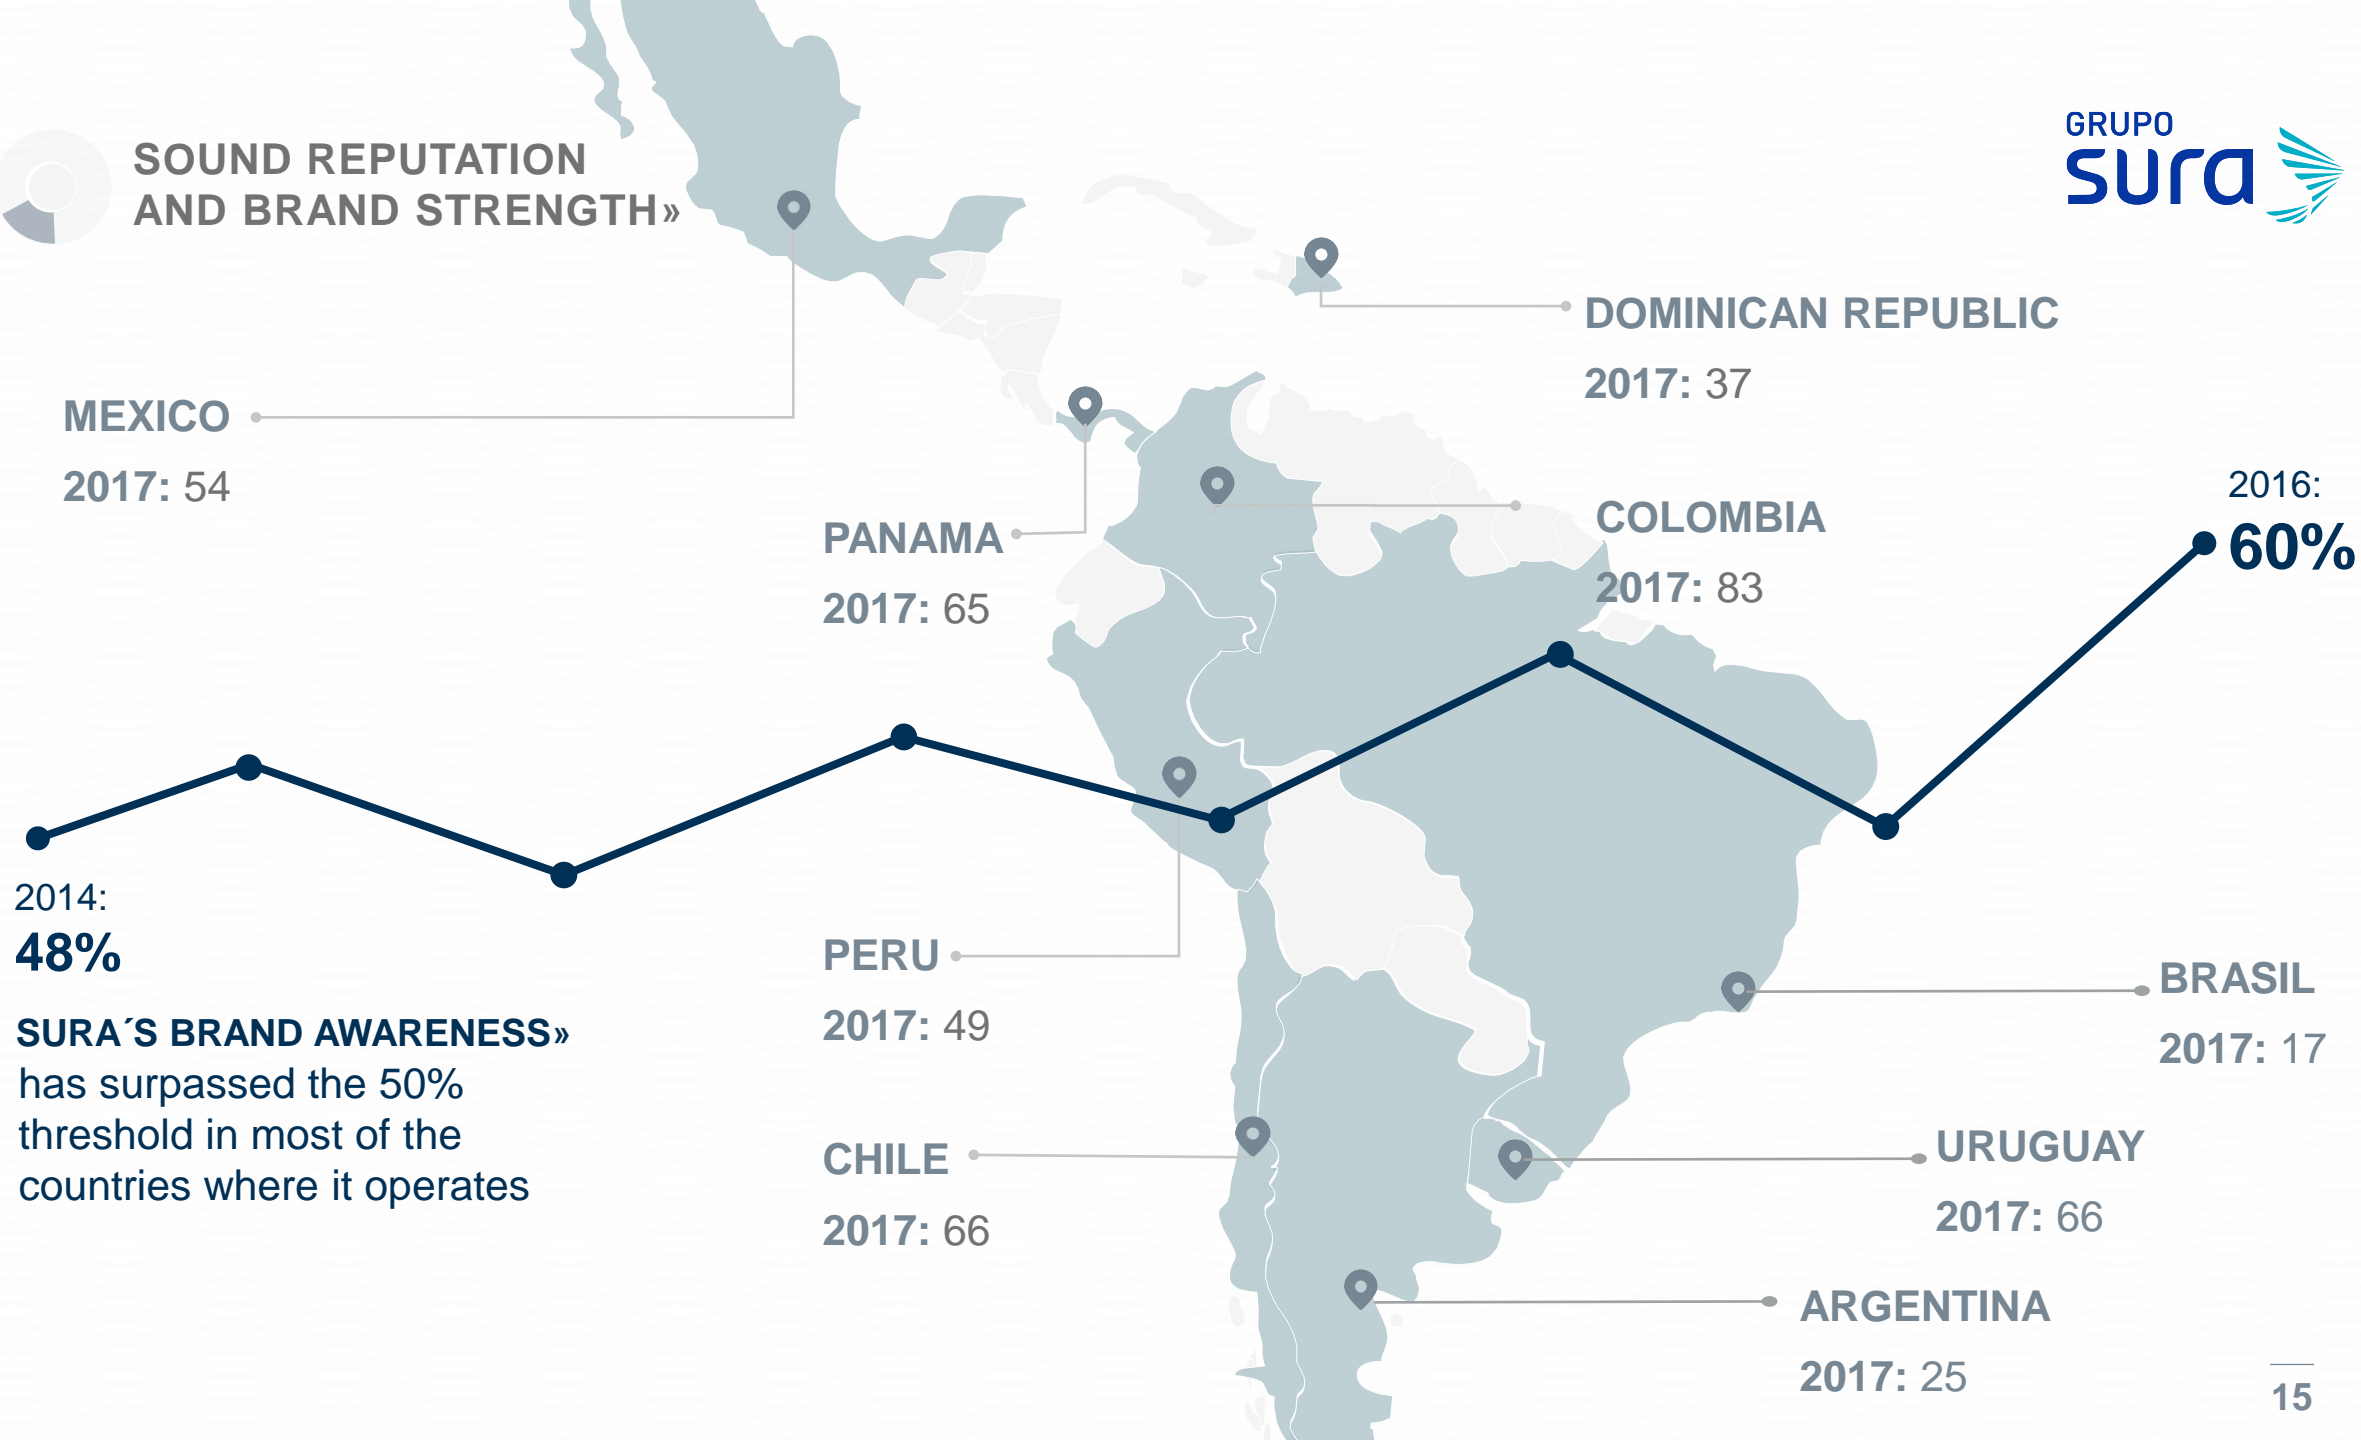 SOUND REPUTATION
AND BRAND STRENGTH»
GRUPO
sura
MEXICO
2017: 54
DOMINICAN REPUBLIC
2017: 37
PANAMA
2017: 65
COLOMBIA
2017: 83
2016:
60%
2014:
48%
SURA´S BRAND AWARENESS»
has surpassed the 50%
threshold in most of the
countries where it operates
PERU
2017: 49
CHILE
2017: 66
BRASIL
2017: 17
URUGUAY
2017: 66
ARGENTINA
2017: 25
15